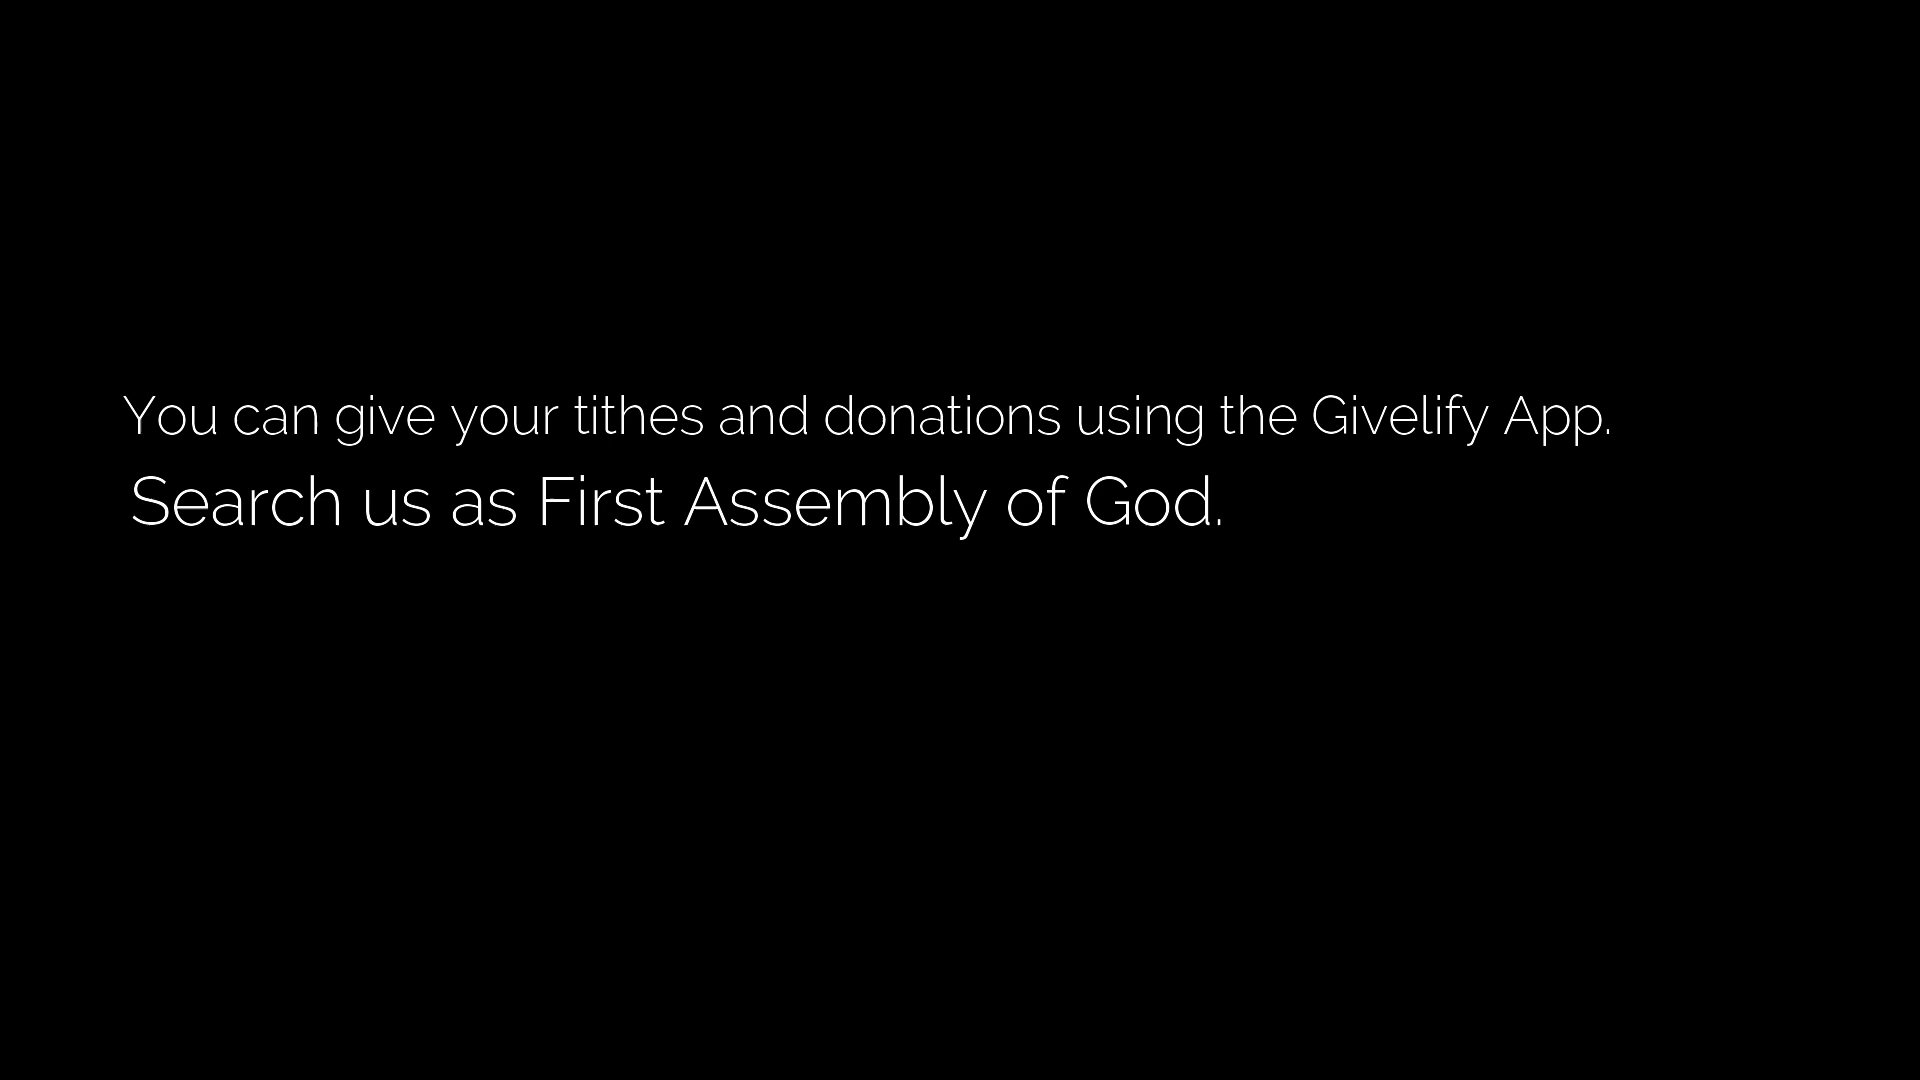 You can give your tithes and donations using the Givelify App.
Search us as First Assembly of God.